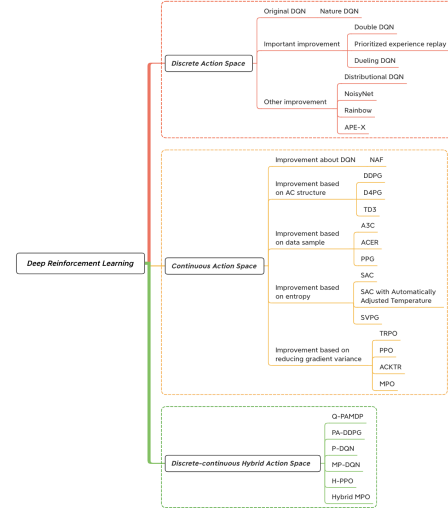 Deep Reinforcement Learning
Discrete Action Space
Original DQN Nature DQN
Important improvement
Double DQN
Prioritized experience replay
Dueling DQN
Other improvement
Distributional DQN
NoisyNet
Rainbow
APE-X
Continuous Action Space
Improvement about DQN NAF
Improvement based
on AC structure
DDPG
D4PG
TD3
Improvement based
on data sample
A3C
ACER
PPG
Improvement based
on entropy
SAC
SAC with Automatically
Adjusted Temperature
SVPG
Improvement based on
reducing gradient variance
TRPO
PPO
ACKTR
MPO
Discrete-continuous Hybrid Action Space
Q-PAMDP
PA-DDPG
P-DQN
MP-DQN
H-PPO
Hybrid MPO